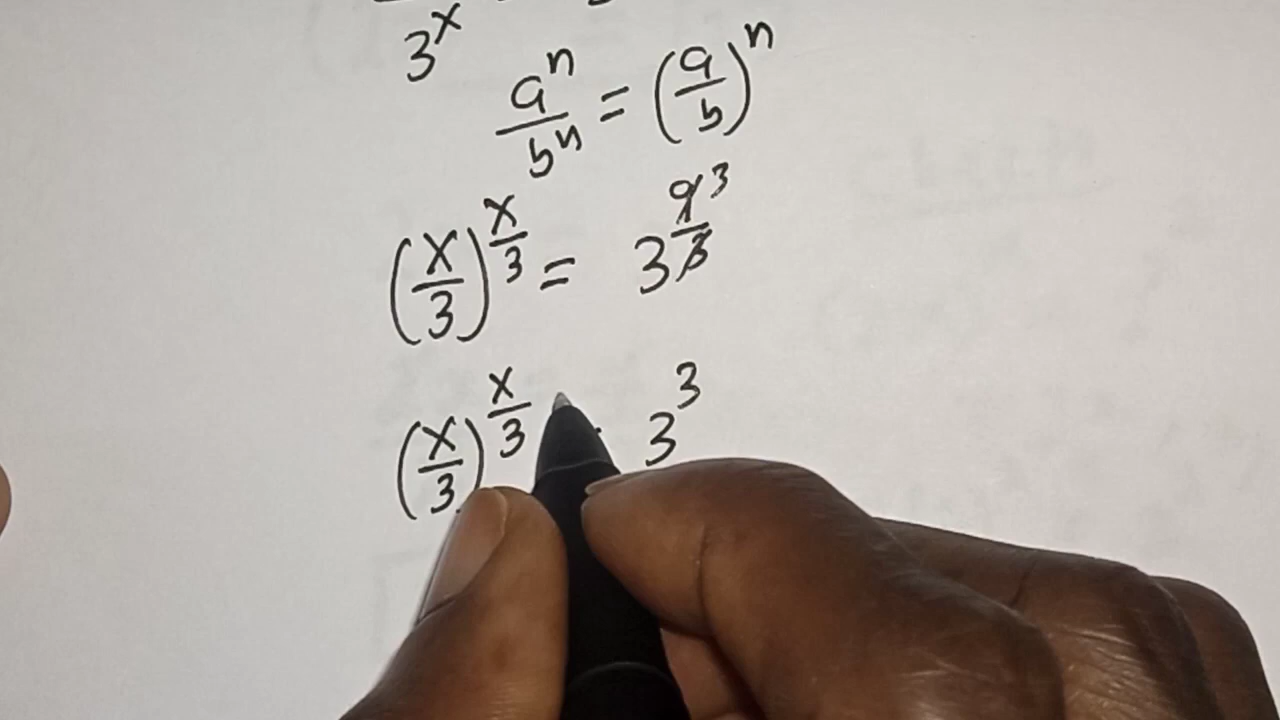 3^x
a^n/b^n = (a/b)^n
(x/3)^(x/3) = 3^(9/3) 3
(x/3)^(x/3) 3^3